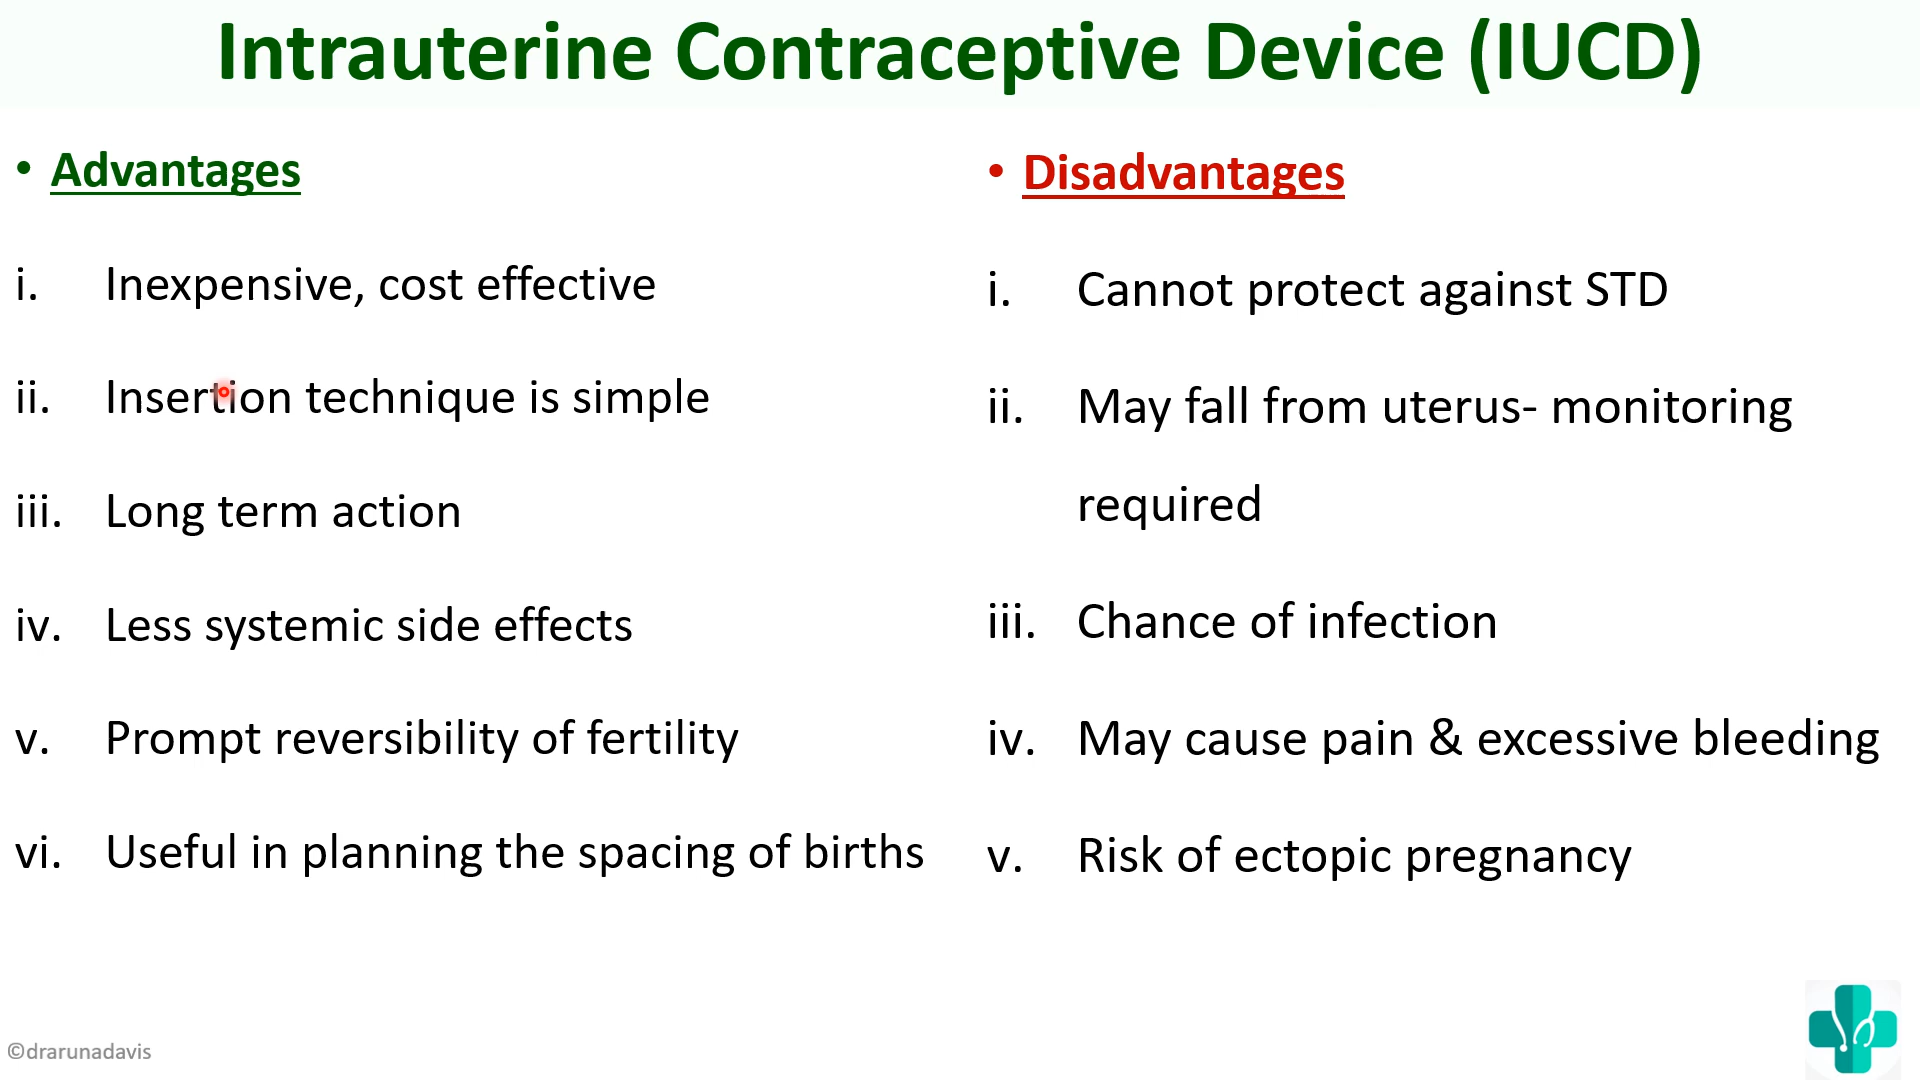 Intrauterine Contraceptive Device (IUCD)
• Advantages
i. Inexpensive, cost effective
ii. Insertion technique is simple
iii. Long term action
iv. Less systemic side effects
v. Prompt reversibility of fertility
vi. Useful in planning the spacing of births
• Disadvantages
i. Cannot protect against STD
ii. May fall from uterus- monitoring
required
iii. Chance of infection
iv. May cause pain & excessive bleeding
v. Risk of ectopic pregnancy
©drarunadavis